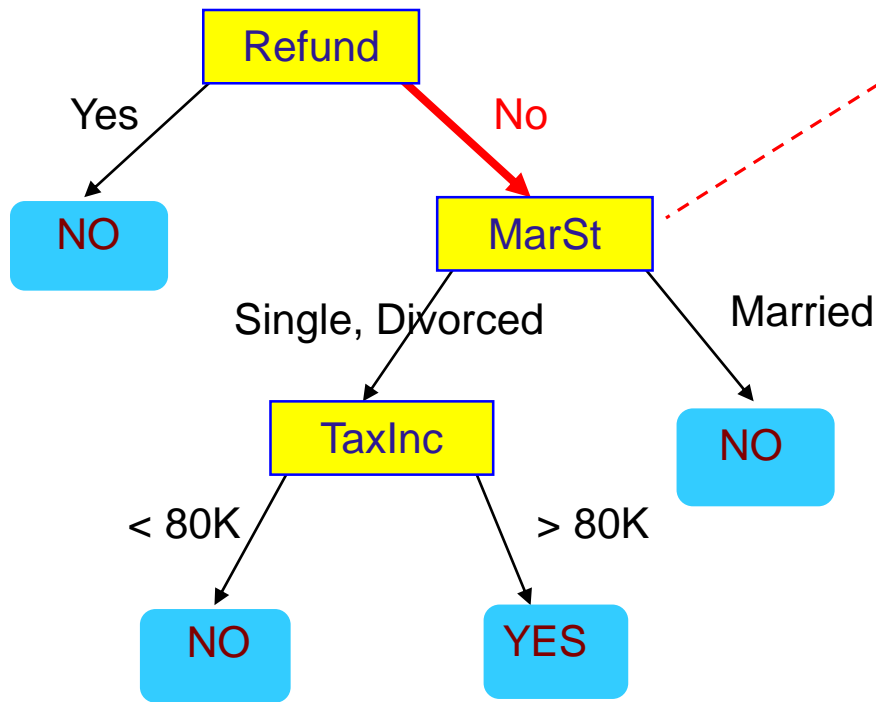 Refund
Yes
No
NO
MarSt
Single, Divorced
Married
TaxInc
NO
< 80K
> 80K
NO
YES